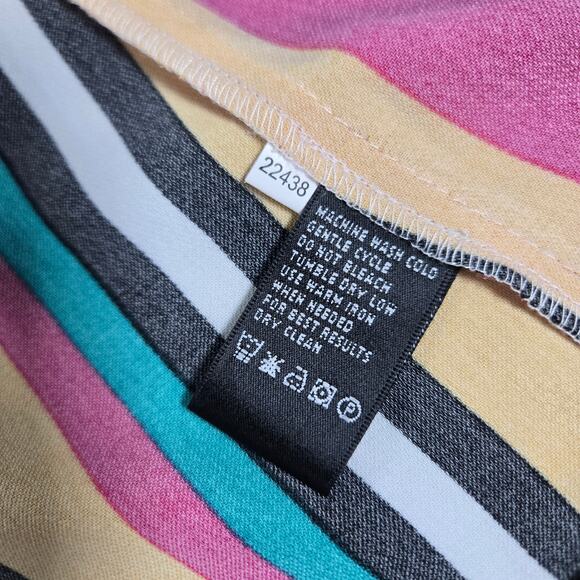 22438
MACHINE WASH COLD
GENTLE CYCLE
DO NOT BLEACH
TUMBLE DRY LOW
USE WARM IRON
WHEN NEEDED
FOR BEST RESULTS
DRY CLEAN
P